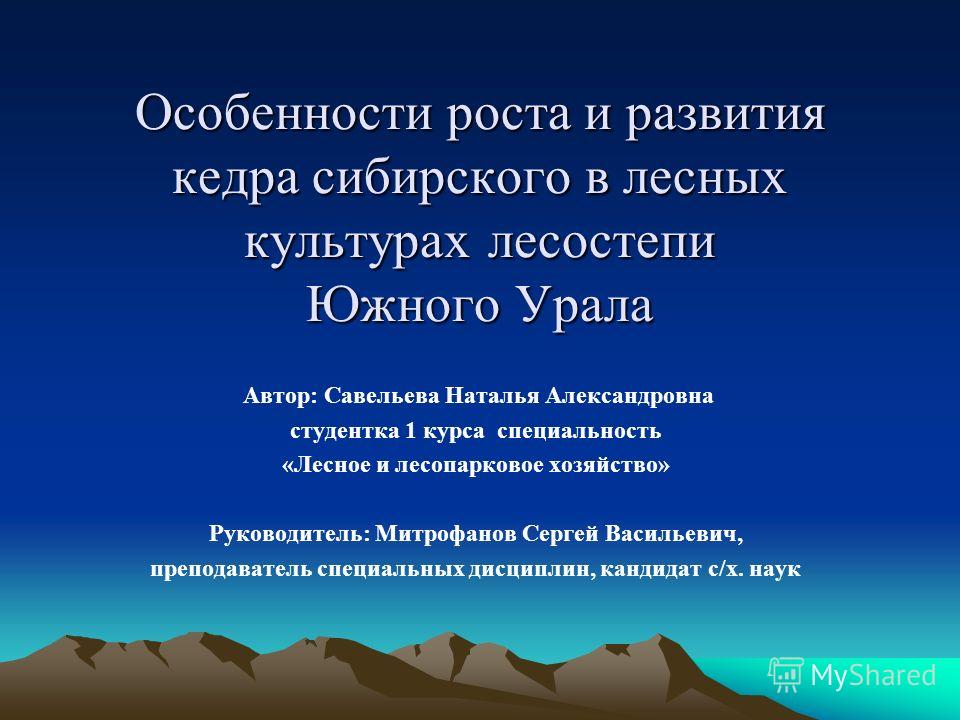 Особенности роста и развития
кедра сибирского в лесных
культурах лесостепи
Южного Урала
Автор: Савельева Наталья Александровна
студентка 1 курса специальность
«Лесное и лесопарковое хозяйство»
Руководитель: Митрофанов Сергей Васильевич,
преподаватель специальных дисциплин, кандидат с/х. наук
MyShared